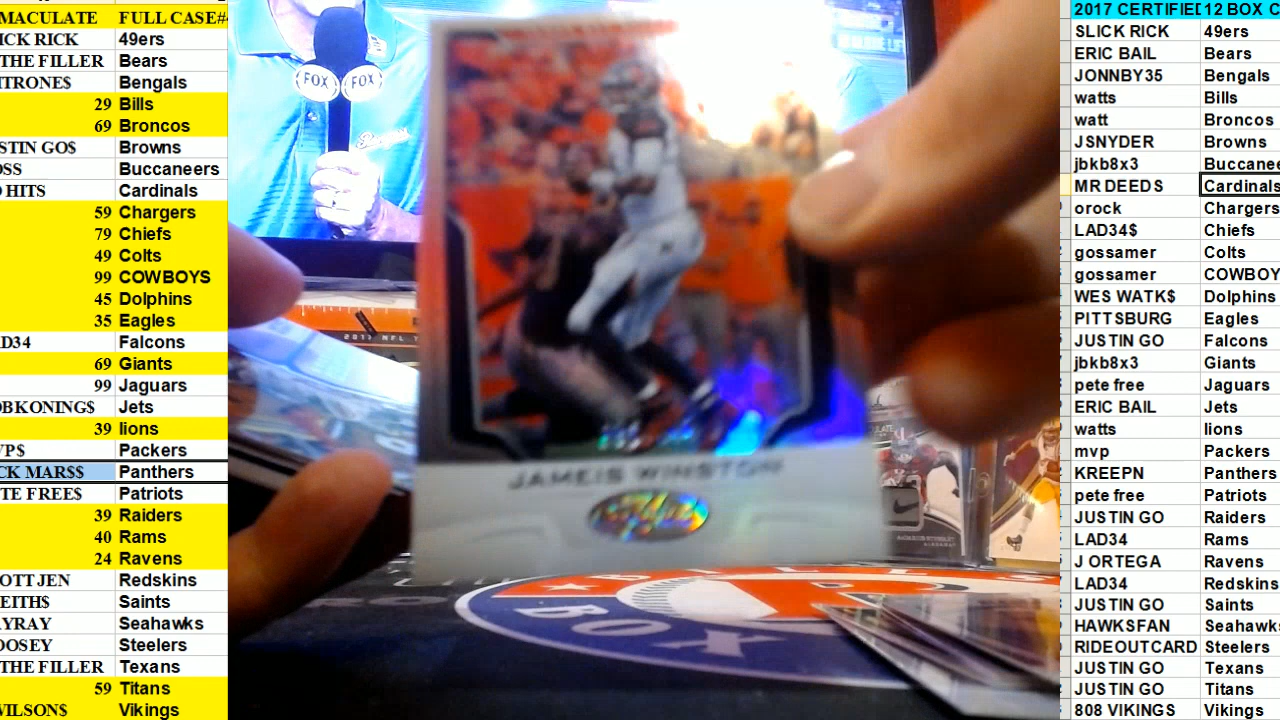 MACULATE FULL CASE#
ICK RICK 49ers
THE FILLER Bears
ITRONE$ Bengals
29 Bills
69 Broncos
STIN GO$ Browns
OSS Buccaneers
O HITS Cardinals
59 Chargers
79 Chiefs
49 Colts
99 COWBOYS
45 Dolphins
35 Eagles
D34 Falcons
69 Giants
99 Jaguars
OBKONING$ Jets
39 lions
VP$ Packers
CK MAR$$ Panthers
TE FREE$ Patriots
39 Raiders
40 Rams
24 Ravens
OTT JEN Redskins
EITH$ Saints
AYRAY Seahawks
OOSEY Steelers
THE FILLER Texans
59 Titans
WILSON$ Vikings
FOX FOX
JAMEIS WINSTON
BOX
2017 CERTIFIED 12 BOX C
SLICK RICK 49ers
ERIC BAIL Bears
JONNBY35 Bengals
watts Bills
watt Broncos
JSNYDER Browns
jbkb8x3 Buccanee
MR DEEDS Cardinals
orock Chargers
LAD34$ Chiefs
gossamer Colts
gossamer COWBOY
WES WATK$ Dolphins
PITTSBURG Eagles
JUSTIN GO Falcons
jbkb8x3 Giants
pete free Jaguars
ERIC BAIL Jets
watts lions
mvp Packers
KREEPN Panthers
pete free Patriots
JUSTIN GO Raiders
LAD34 Rams
J ORTEGA Ravens
LAD34 Redskins
JUSTIN GO Saints
HAWKSFAN Seahawks
RIDEOUTCARD Steelers
JUSTIN GO Texans
JUSTIN GO Titans
808 VIKINGS Vikings